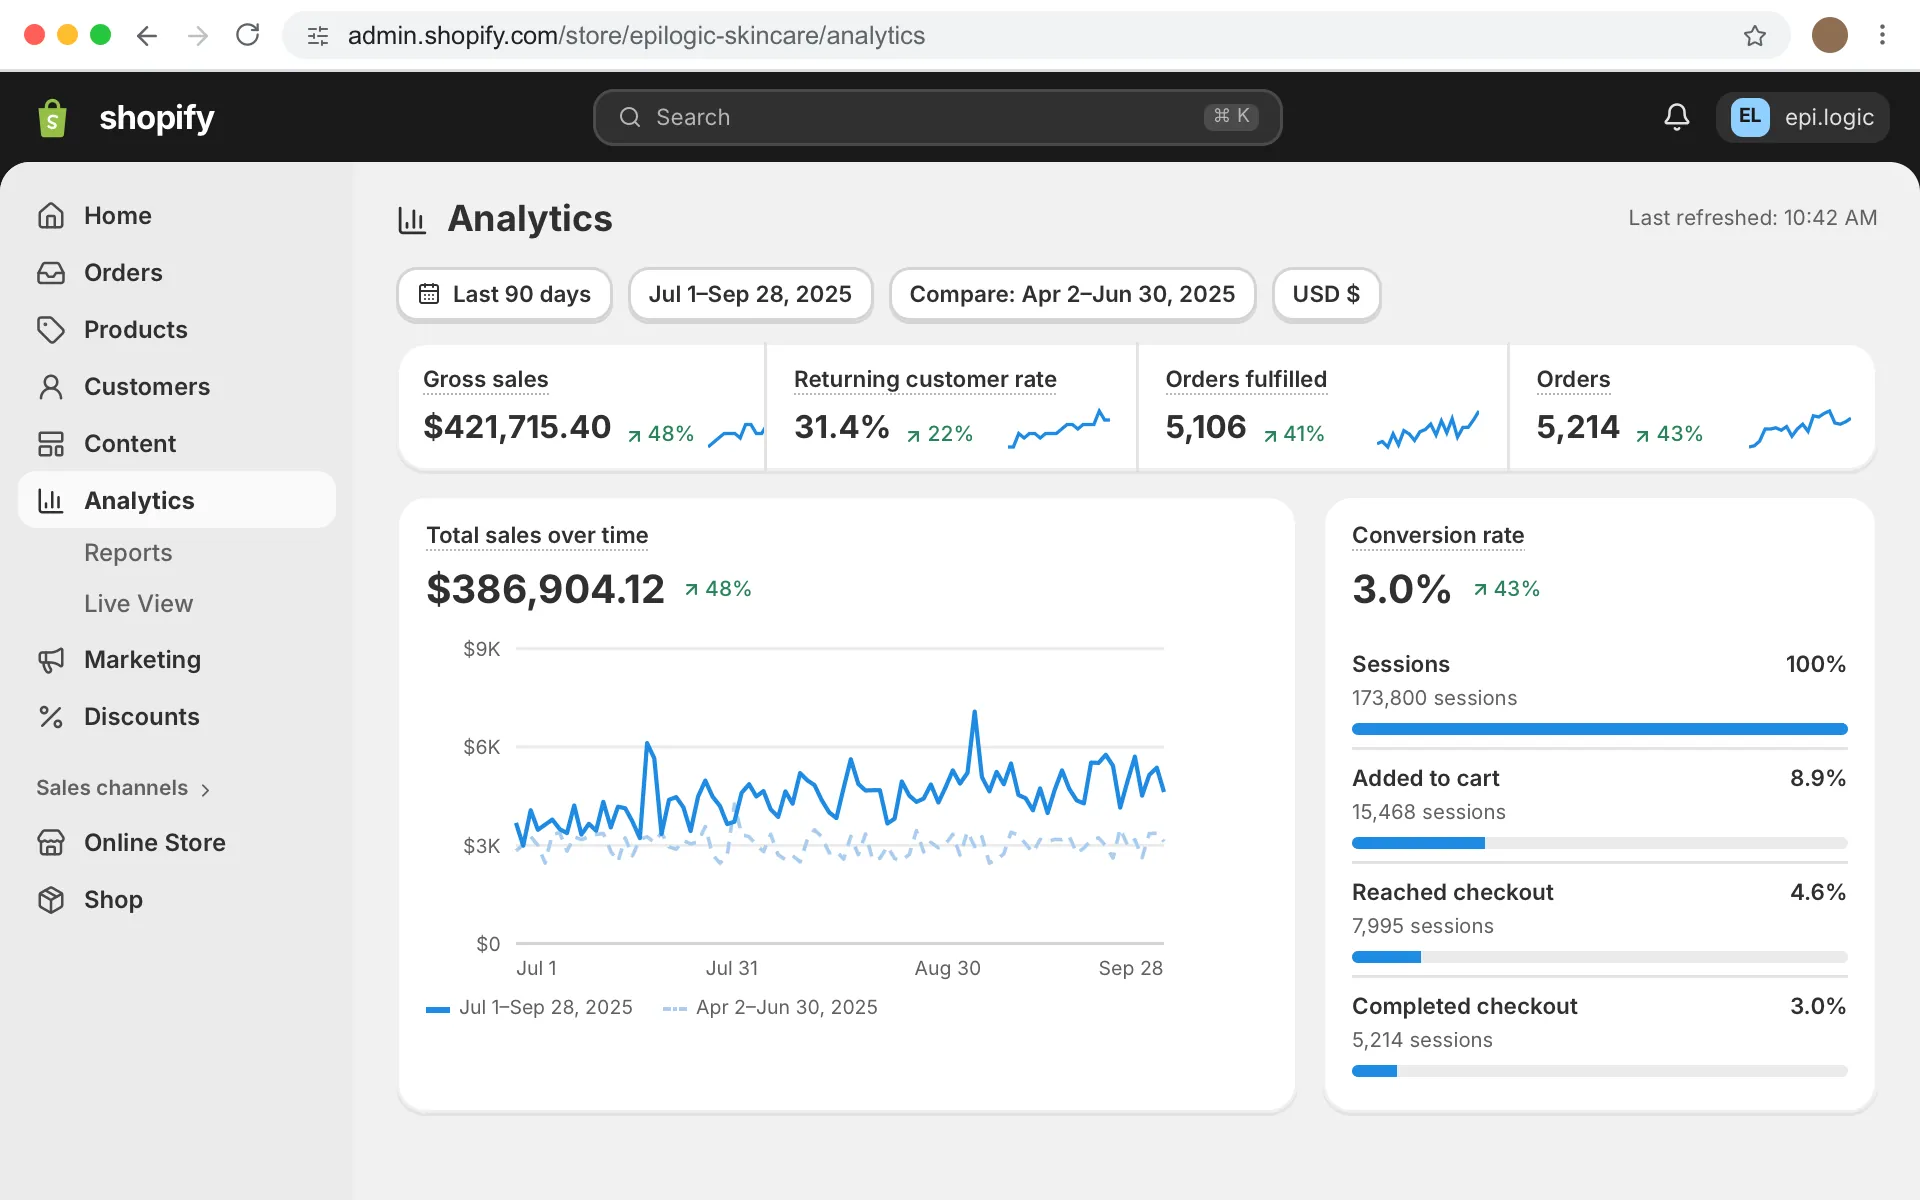 admin.shopify.com/store/epilogic-skincare/analytics
shopify
Search
⌘ K
EL
epi.logic
Home
Orders
Products
Customers
Content
Analytics
Reports
Live View
Marketing
Discounts
Sales channels
Online Store
Shop
Analytics
Last refreshed: 10:42 AM
Last 90 days
Jul 1–Sep 28, 2025
Compare: Apr 2–Jun 30, 2025
USD $
Gross sales
$421,715.40 48%
Returning customer rate
31.4% 22%
Orders fulfilled
5,106 41%
Orders
5,214 43%
Total sales over time
$386,904.12 48%
$9K
$6K
$3K
$0
Jul 1 Jul 31 Aug 30 Sep 28
Jul 1–Sep 28, 2025 Apr 2–Jun 30, 2025
Conversion rate
3.0% 43%
Sessions 100%
173,800 sessions
Added to cart 8.9%
15,468 sessions
Reached checkout 4.6%
7,995 sessions
Completed checkout 3.0%
5,214 sessions